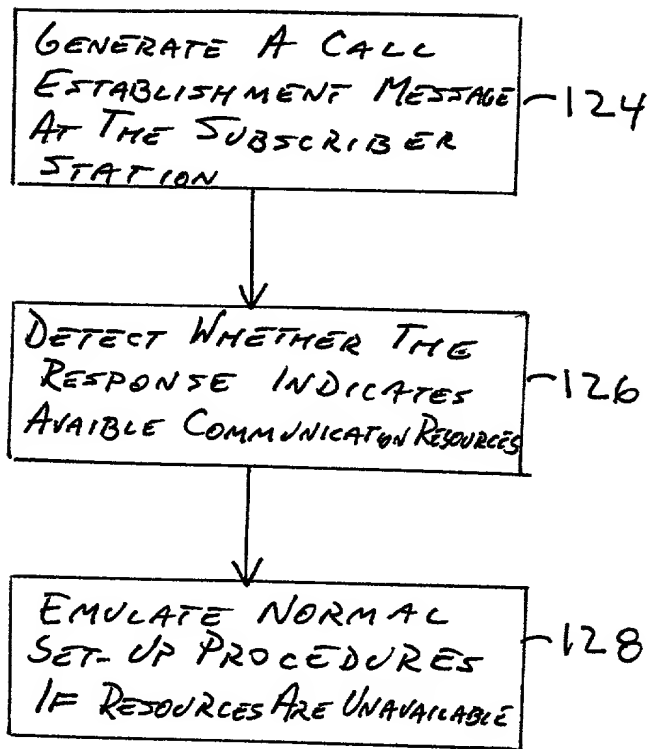 GENERATE A CALL
ESTABLISHMENT MESSAGE
AT THE SUBSCRIBER
STATION
124
DETECT WHETHER THE
RESPONSE INDICATES
AVAIBLE COMMUNICATON RESOURCES
126
EMULATE NORMAL
SET-UP PROCEDURES
IF RESOURCES ARE UNAVAILABLE
128